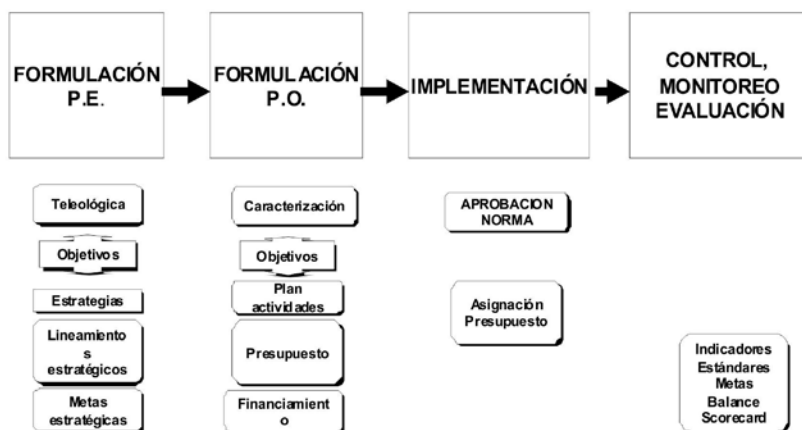 FORMULACIÓN
P.E.
FORMULACIÓN
P.O.
IMPLEMENTACIÓN
CONTROL,
MONITOREO
EVALUACIÓN
Teleológica
Objetivos
Estrategias
Lineamiento
s
estratégicos
Metas
estratégicas
Caracterización
Objetivos
Plan
actividades
Presupuesto
Financiamient
o
APROBACION
NORMA
Asignación
Presupuesto
Indicadores
Estándares
Metas
Balance
Scorecard